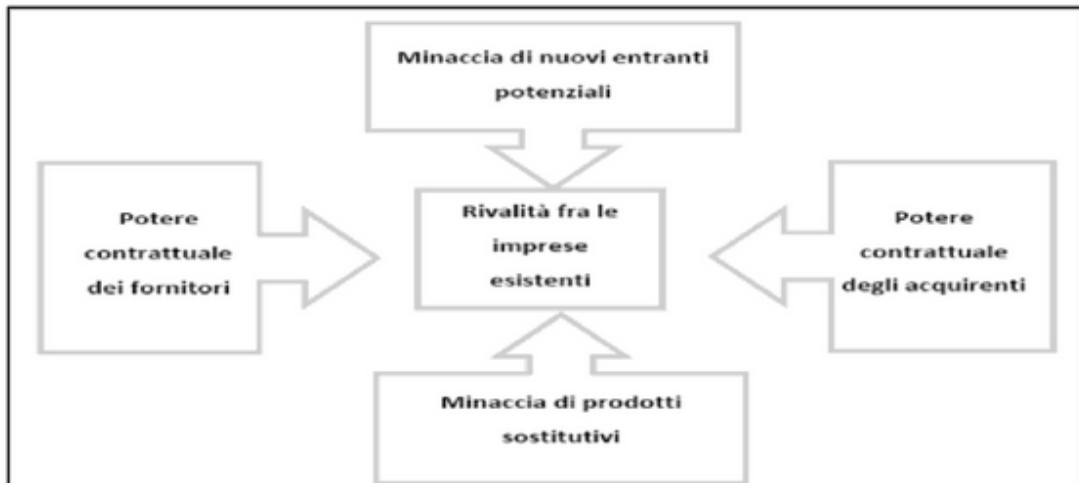 Minaccia di nuovi entranti
potenziali
Potere
contrattuale
dei fornitori
Rivalità fra le
imprese
esistenti
Potere
contrattuale
degli acquirenti
Minaccia di prodotti
sostitutivi